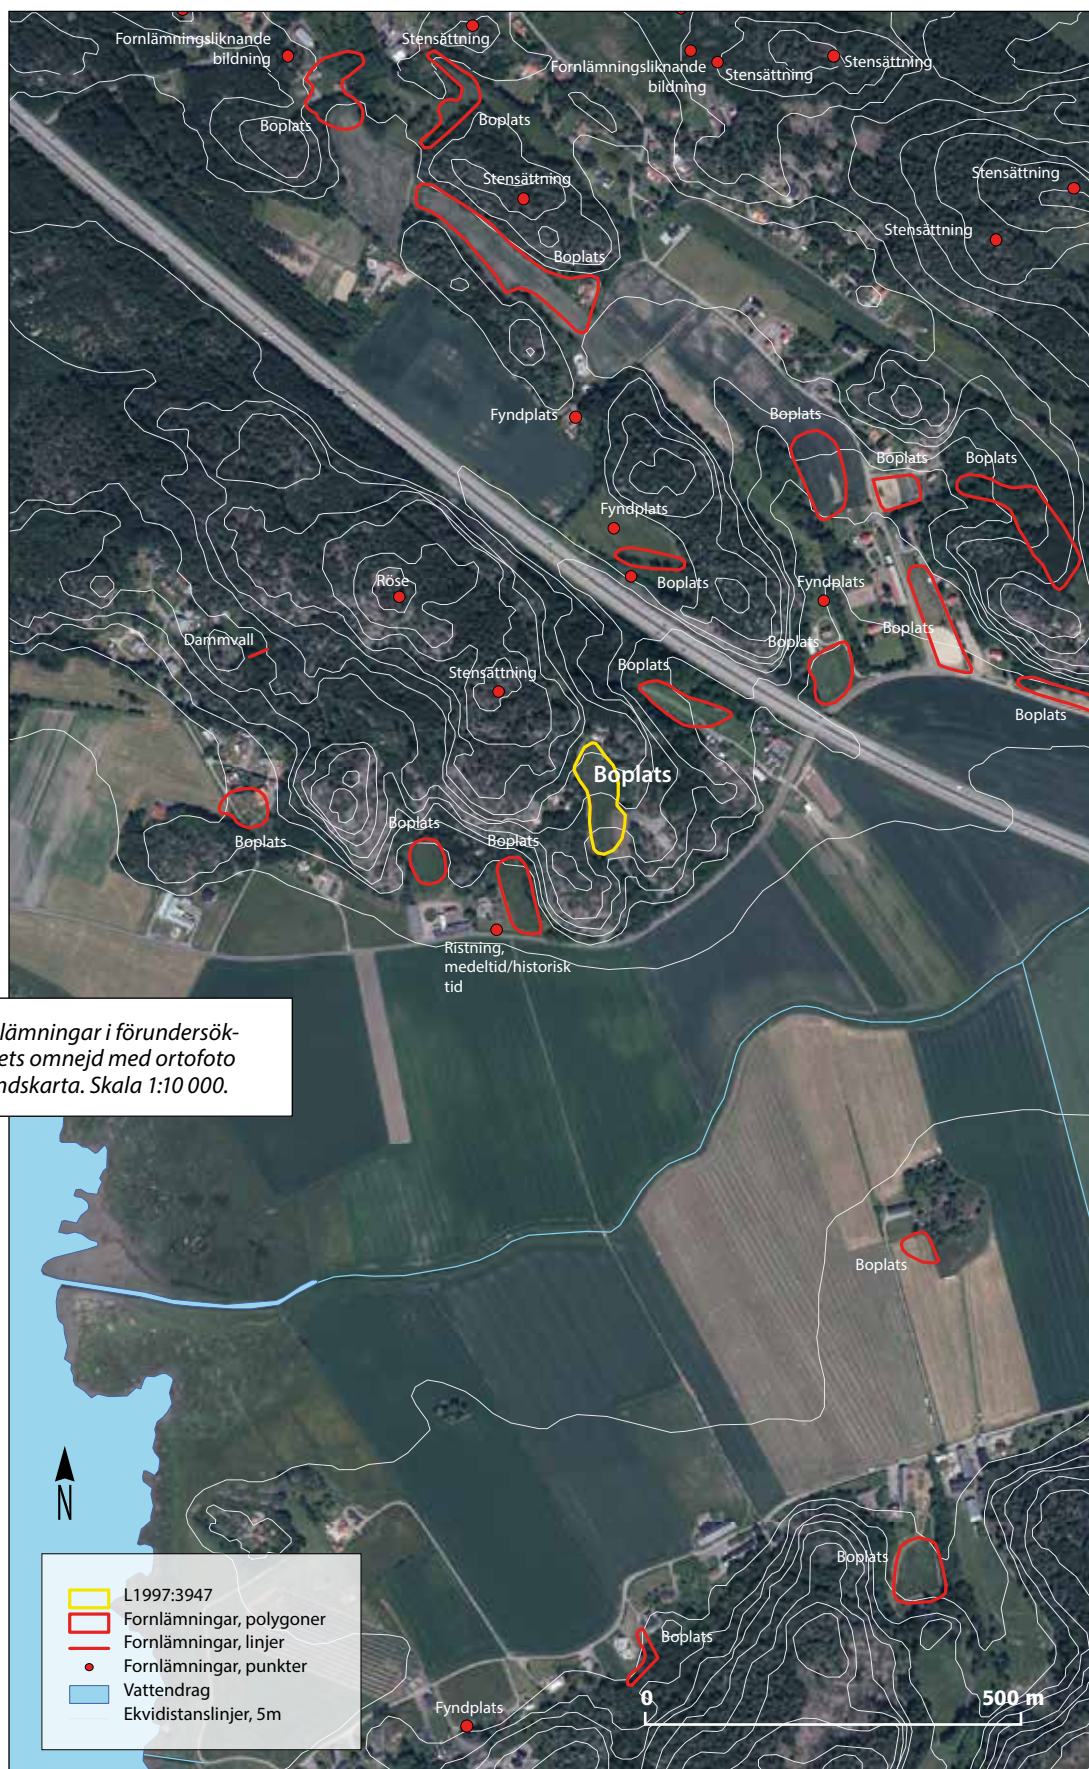 Fornlämningsliknande
bildning
Stensättning
Fornlämningsliknande
bildning
Stensättning
Stensättning
Boplats
Boplats
Stensättning
Stensättning
Stensättning
Boplats
Fyndplats
Boplats
Boplats
Boplats
Fyndplats
Boplats
Fyndplats
Röse
Dammvall
Boplats
Boplats
Stensättning
Boplats
Boplats
Boplats
Boplats
Boplats
Boplats
Ristning,
medeltid/historisk
tid
lämningar i förundersök-
ets omnejd med ortofoto
ndskarta. Skala 1:10 000.
Boplats
N
Boplats
Boplats
Fyndplats
0 500 m
L1997:3947
Fornlämningar, polygoner
Fornlämningar, linjer
Fornlämningar, punkter
Vattendrag
Ekvidistanslinjer, 5m